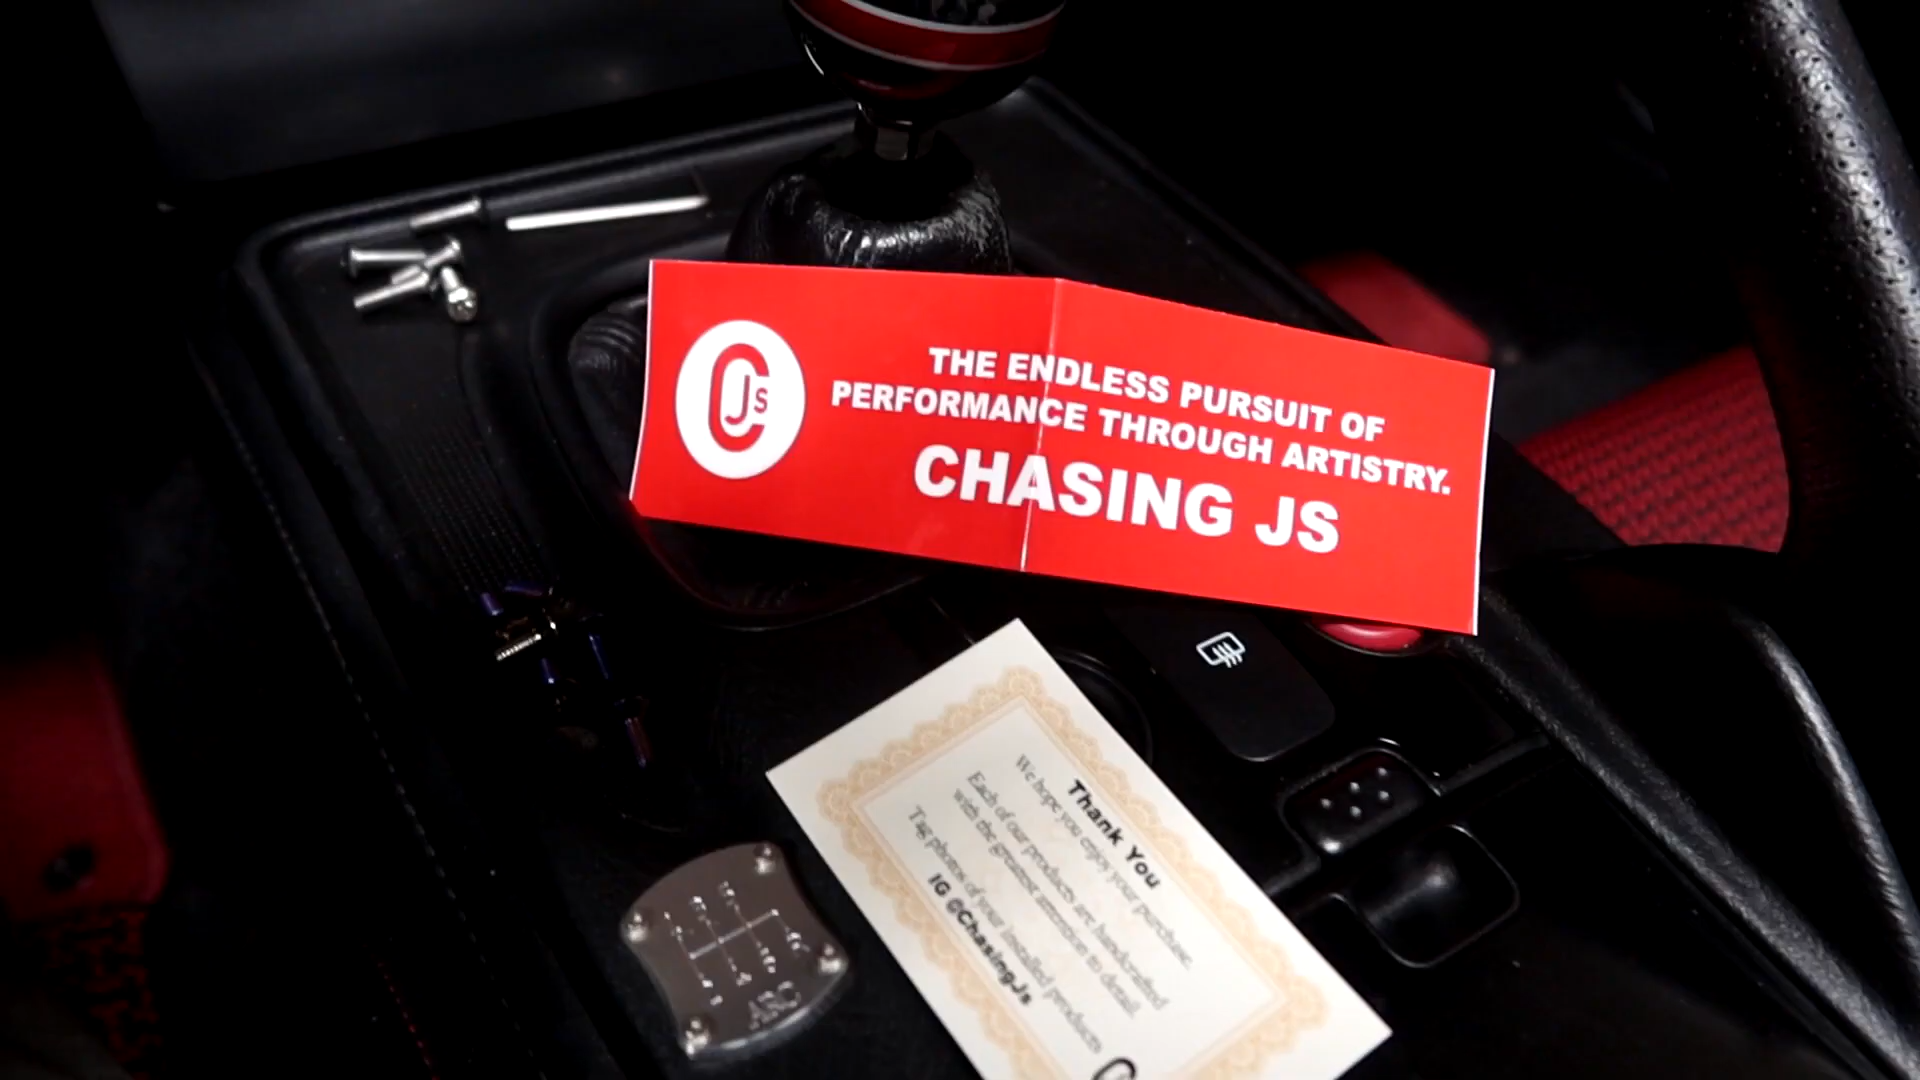 CJS
THE ENDLESS PURSUIT OF
PERFORMANCE THROUGH ARTISTRY.
CHASING JS
Thank You
We hope you enjoy your purchase.
Each of our products are handcrafted
with the greatest attention to detail.
Tag photos of your installed products
IG @ChasingJs